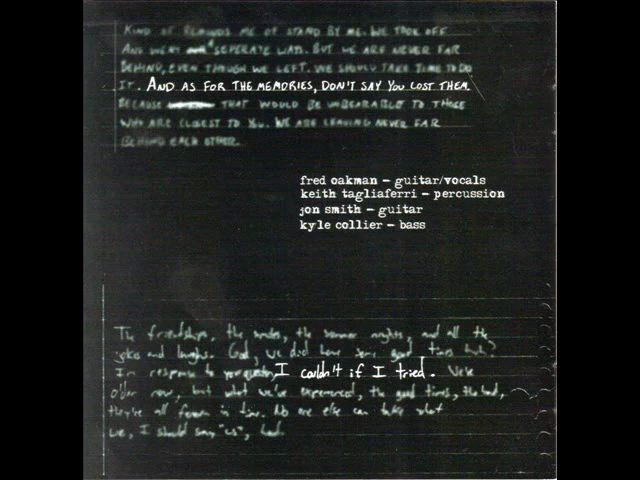 KIND OF REMINDS ME OF STAND BY ME. WE TOOK OFF
AND WENT SEPERATE WAYS. BUT WE ARE NEVER FAR
BEHIND, EVEN THOUGH WE LEFT. WE SHOULD TAKE TIME TO DO
IT. AND AS FOR THE MEMORIES, DON'T SAY YOU LOST THEM
BECAUSE THAT WOULD BE UNBEARABLE TO THOSE
WHO ARE CLOSEST TO YOU. WE ARE LEAVING NEVER FAR
BEHIND EACH OTHER.
fred oakman – guitar/vocals
keith tagliaferri – percussion
jon smith – guitar
kyle collier – bass
The friendships, the smiles, the summer nights, and all the
jokes and laughs. God, we did have some good times huh?
In response to your question, I couldn't if I tried. We're
older now, but what we've experienced, the good times, the bad,
they're all frozen in time. No one else can take what
we, I should say "us", had.